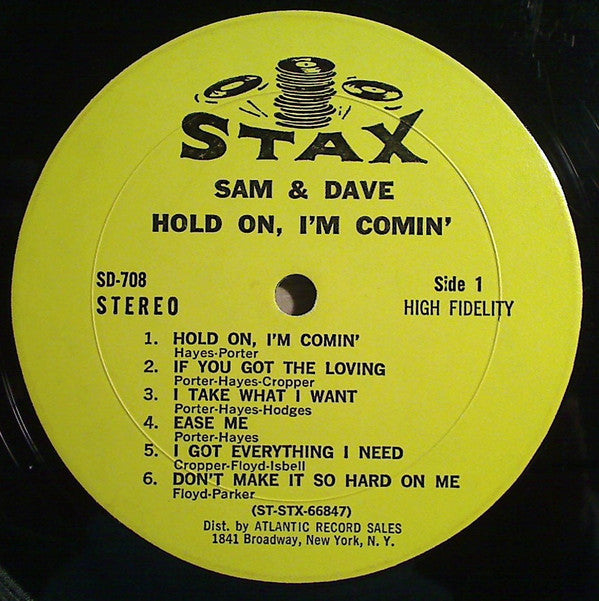 STAX
SAM & DAVE
HOLD ON, I'M COMIN'
SD-708
STEREO
Side 1
HIGH FIDELITY
1. HOLD ON, I'M COMIN'
Hayes-Porter
2. IF YOU GOT THE LOVING
Porter-Hayes-Cropper
3. I TAKE WHAT I WANT
Porter-Hayes-Hodges
4. EASE ME
Porter-Hayes
5. I GOT EVERYTHING I NEED
Cropper-Floyd-Isbell
6. DON'T MAKE IT SO HARD ON ME
Floyd-Parker
(ST-STX-66847)
Dist. by ATLANTIC RECORD SALES
1841 Broadway, New York, N. Y.